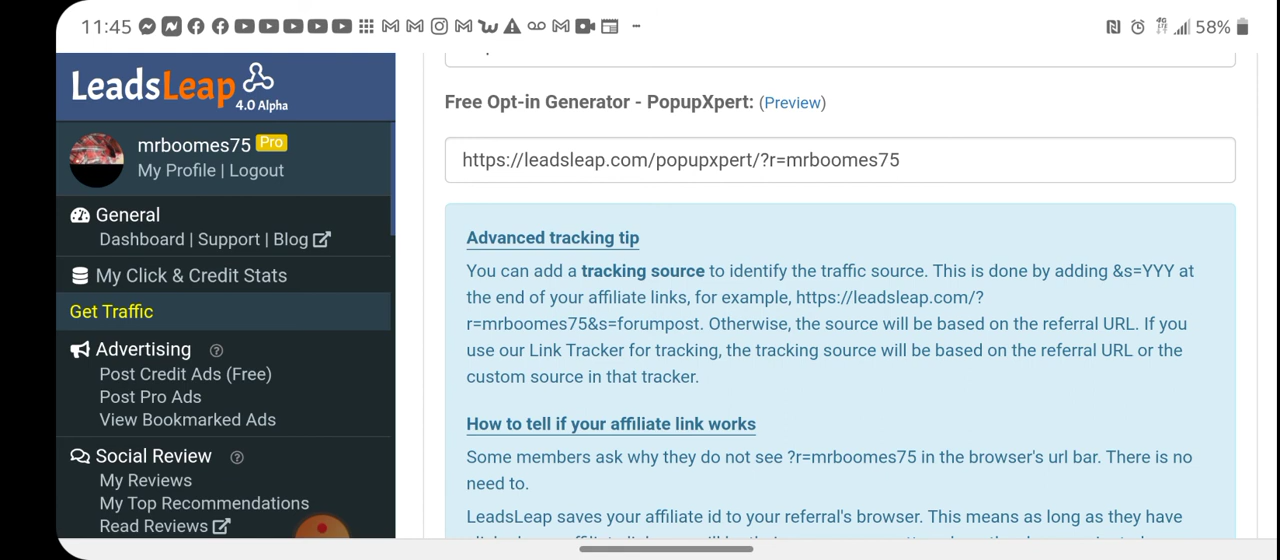 11:45
4G
58%
LeadsLeap
4.0 Alpha
mrboomes75 Pro
My Profile | Logout
General
Dashboard | Support | Blog
My Click & Credit Stats
Get Traffic
Advertising
Post Credit Ads (Free)
Post Pro Ads
View Bookmarked Ads
Social Review
My Reviews
My Top Recommendations
Read Reviews
Free Opt-in Generator - PopupXpert: (Preview)
https://leadsleap.com/popupxpert/?r=mrboomes75
Advanced tracking tip
You can add a tracking source to identify the traffic source. This is done by adding &s=YYY at
the end of your affiliate links, for example, https://leadsleap.com/?
r=mrboomes75&s=forumpost. Otherwise, the source will be based on the referral URL. If you
use our Link Tracker for tracking, the tracking source will be based on the referral URL or the
custom source in that tracker.
How to tell if your affiliate link works
Some members ask why they do not see ?r=mrboomes75 in the browser's url bar. There is no
need to.
LeadsLeap saves your affiliate id to your referral's browser. This means as long as they have